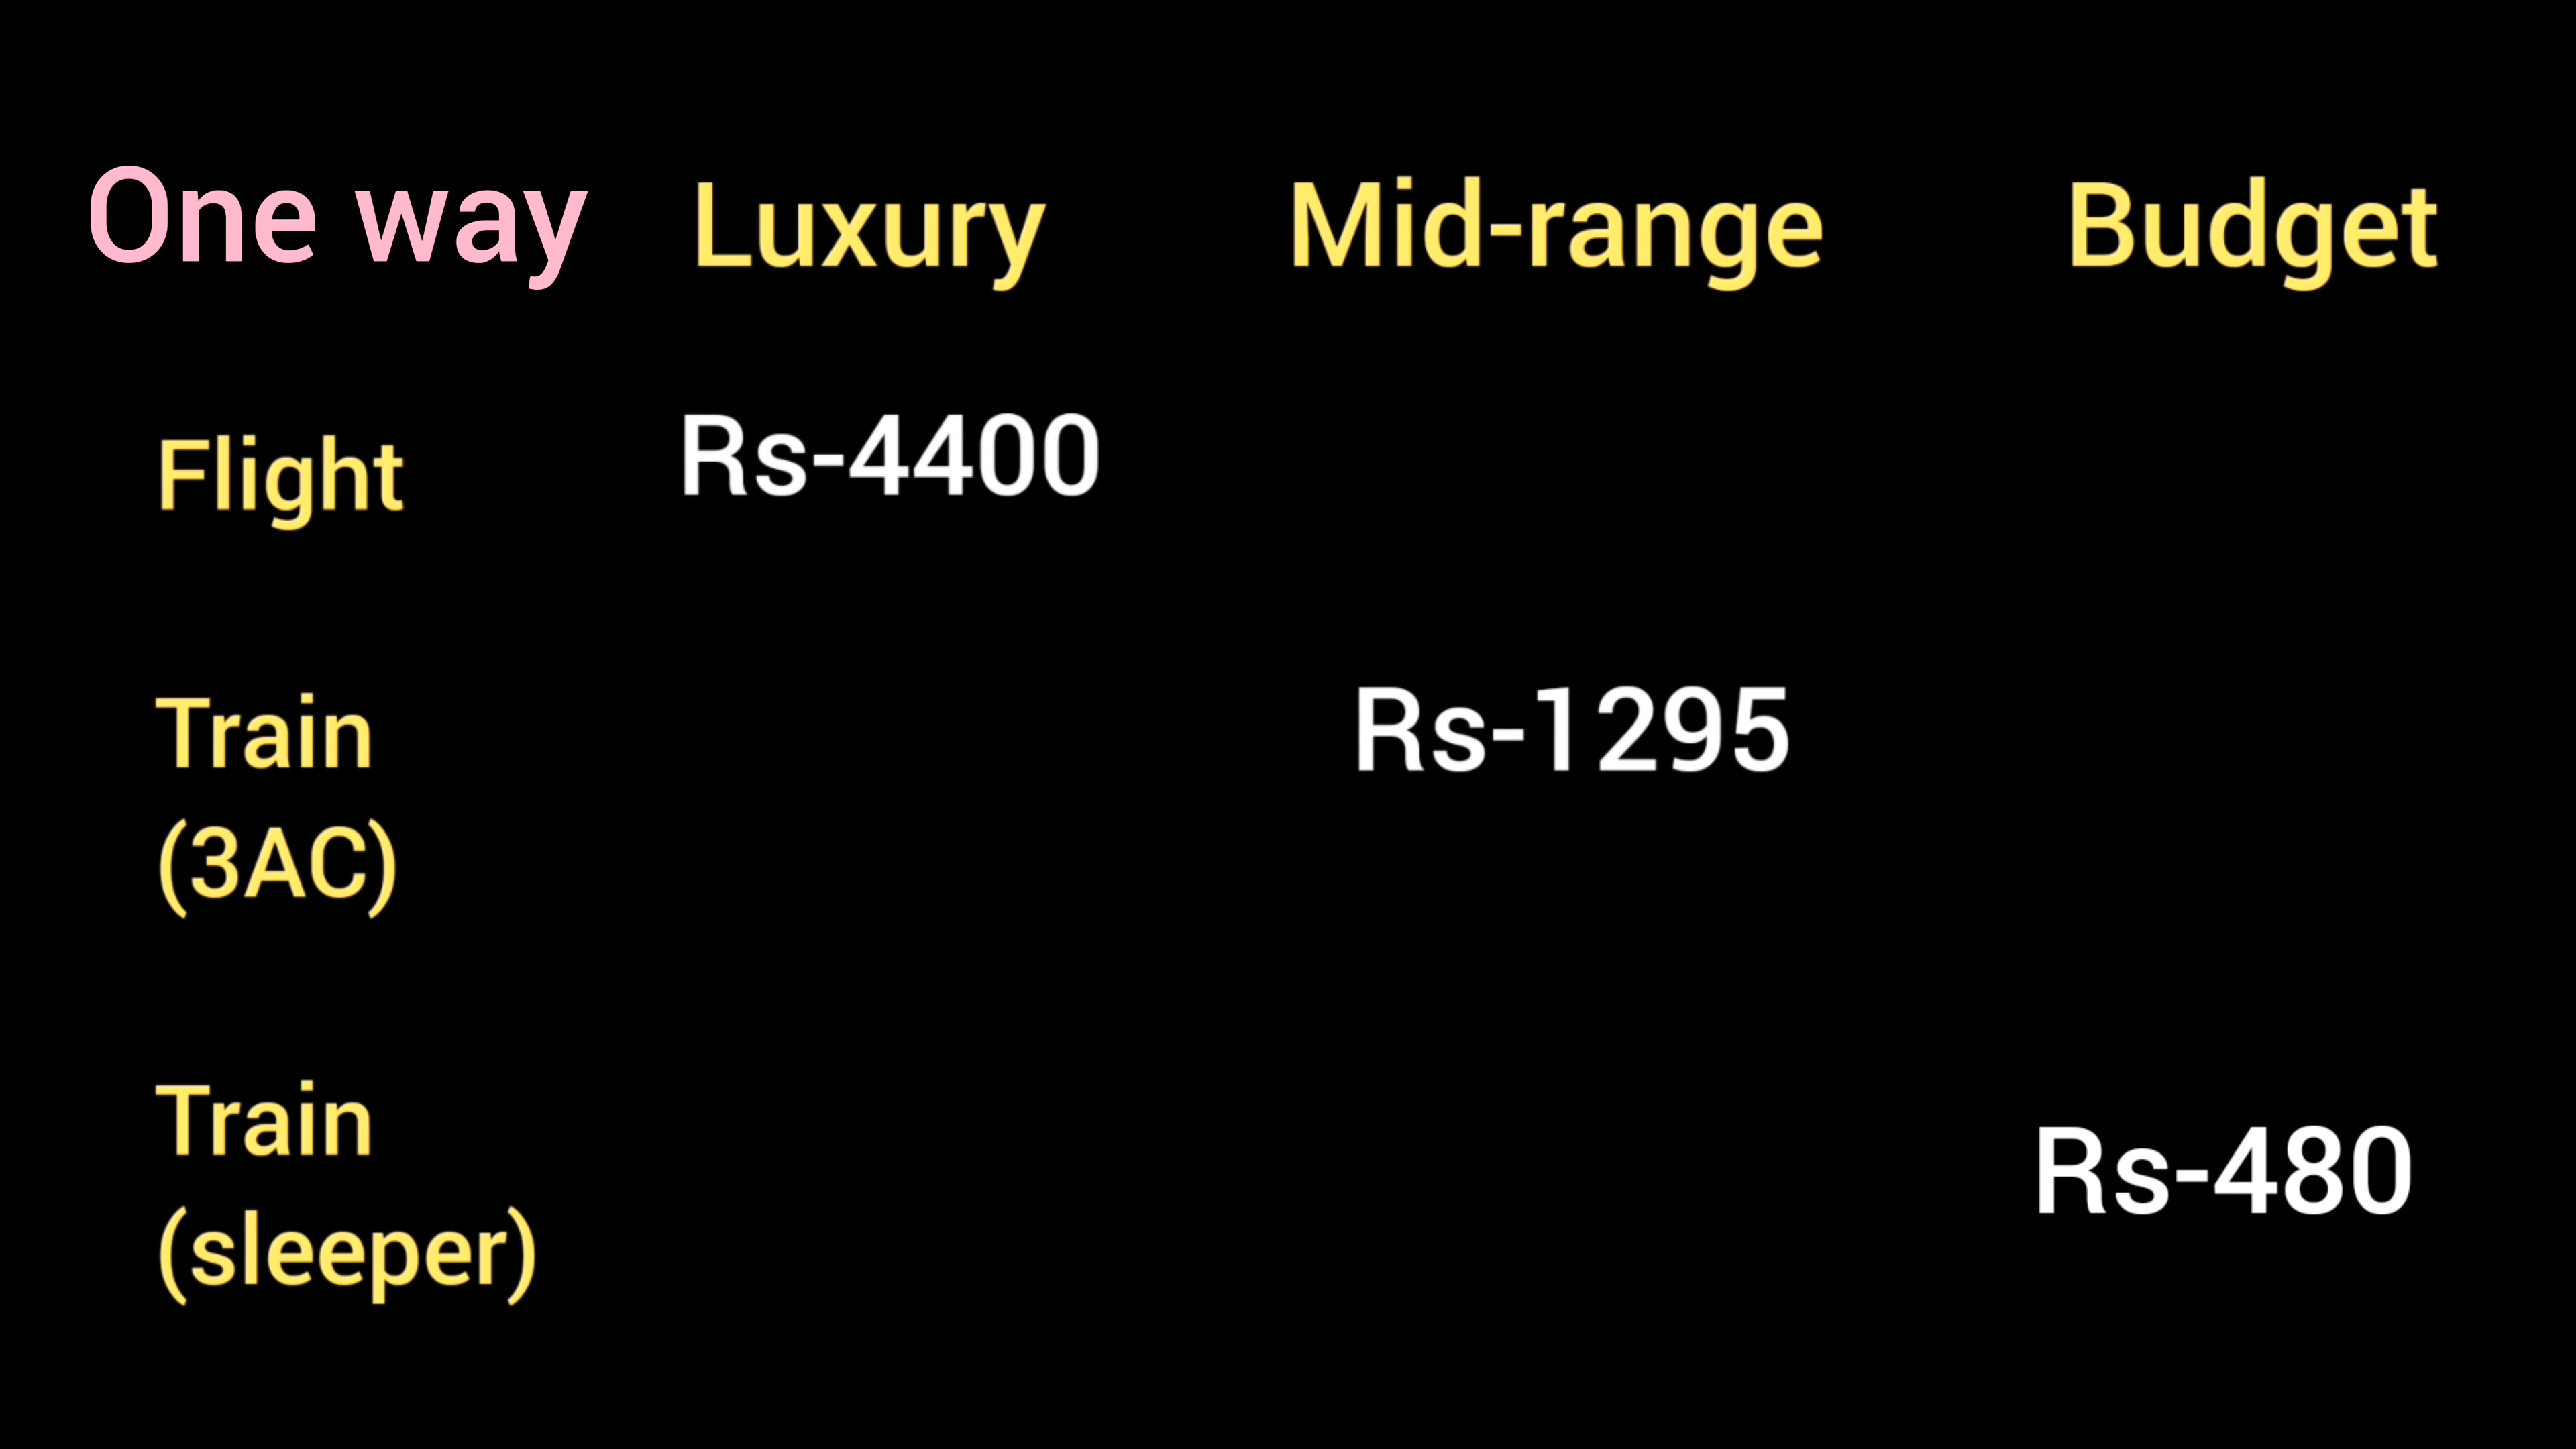 One way Luxury Mid-range Budget
Flight Rs-4400
Train Rs-1295
(3AC)
Train Rs-480
(sleeper)